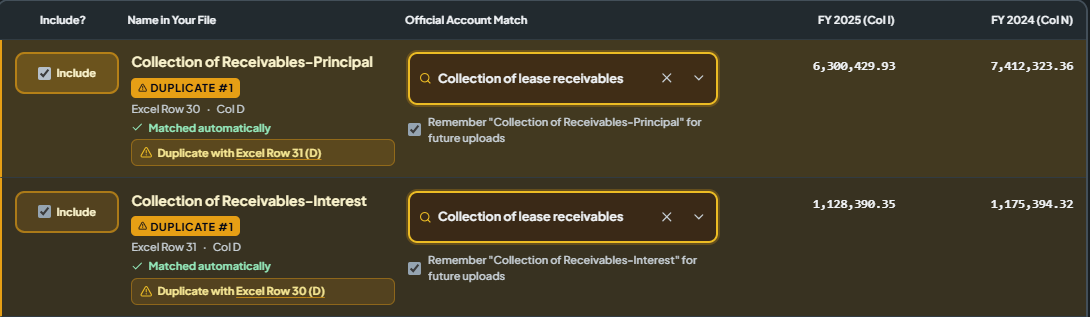 Include? Name in Your File Official Account Match FY 2025 (Col I) FY 2024 (Col N)
Include
Collection of Receivables-Principal
DUPLICATE #1
Excel Row 30 · Col D
Matched automatically
Duplicate with Excel Row 31 (D)
Collection of lease receivables
Remember "Collection of Receivables-Principal" for
future uploads
6,300,429.93
7,412,323.36
Include
Collection of Receivables-Interest
DUPLICATE #1
Excel Row 31 · Col D
Matched automatically
Duplicate with Excel Row 30 (D)
Collection of lease receivables
Remember "Collection of Receivables-Interest" for
future uploads
1,128,390.35
1,175,394.32